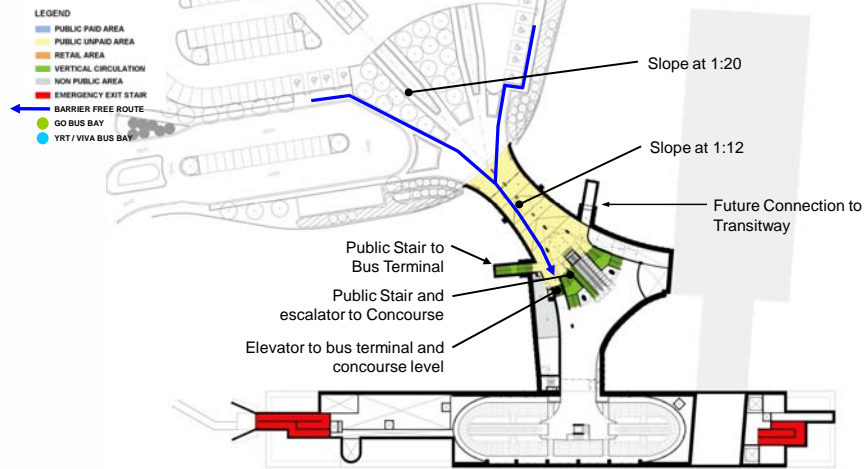 LEGEND
PUBLIC PAID AREA
PUBLIC UNPAID AREA
RETAIL AREA
VERTICAL CIRCULATION
NON PUBLIC AREA
EMERGENCY EXIT STAIR
BARRIER FREE ROUTE
GO BUS BAY
YRT / VIVA BUS BAY
Slope at 1:20
Slope at 1:12
Future Connection to
Transitway
Public Stair to
Bus Terminal
Public Stair and
escalator to Concourse
Elevator to bus terminal and
concourse level